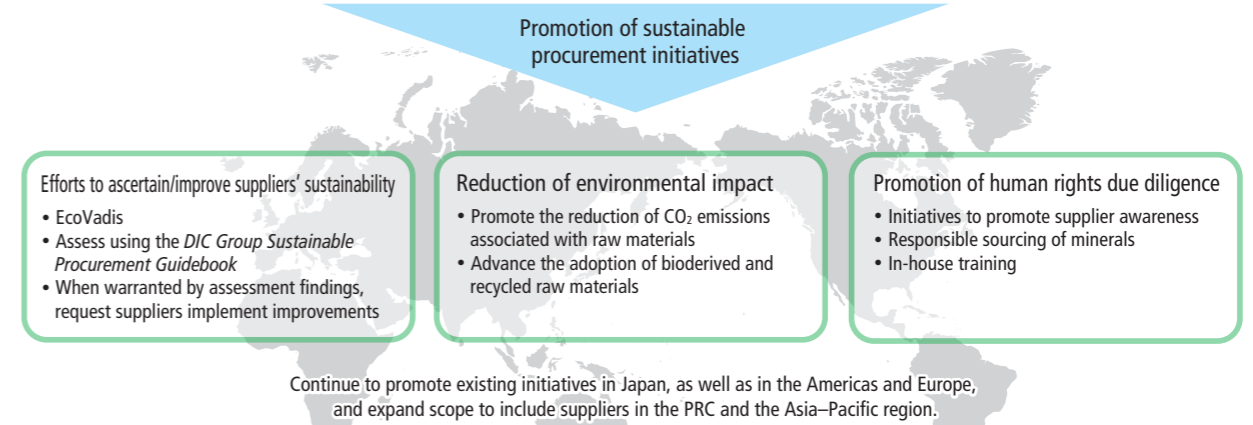 Promotion of sustainable
procurement initiatives
Efforts to ascertain/improve suppliers’ sustainability
• EcoVadis
• Assess using the DIC Group Sustainable
Procurement Guidebook
• When warranted by assessment findings,
request suppliers implement improvements
Reduction of environmental impact
• Promote the reduction of CO₂ emissions
associated with raw materials
• Advance the adoption of bioderived and
recycled raw materials
Promotion of human rights due diligence
• Initiatives to promote supplier awareness
• Responsible sourcing of minerals
• In-house training
Continue to promote existing initiatives in Japan, as well as in the Americas and Europe,
and expand scope to include suppliers in the PRC and the Asia–Pacific region.